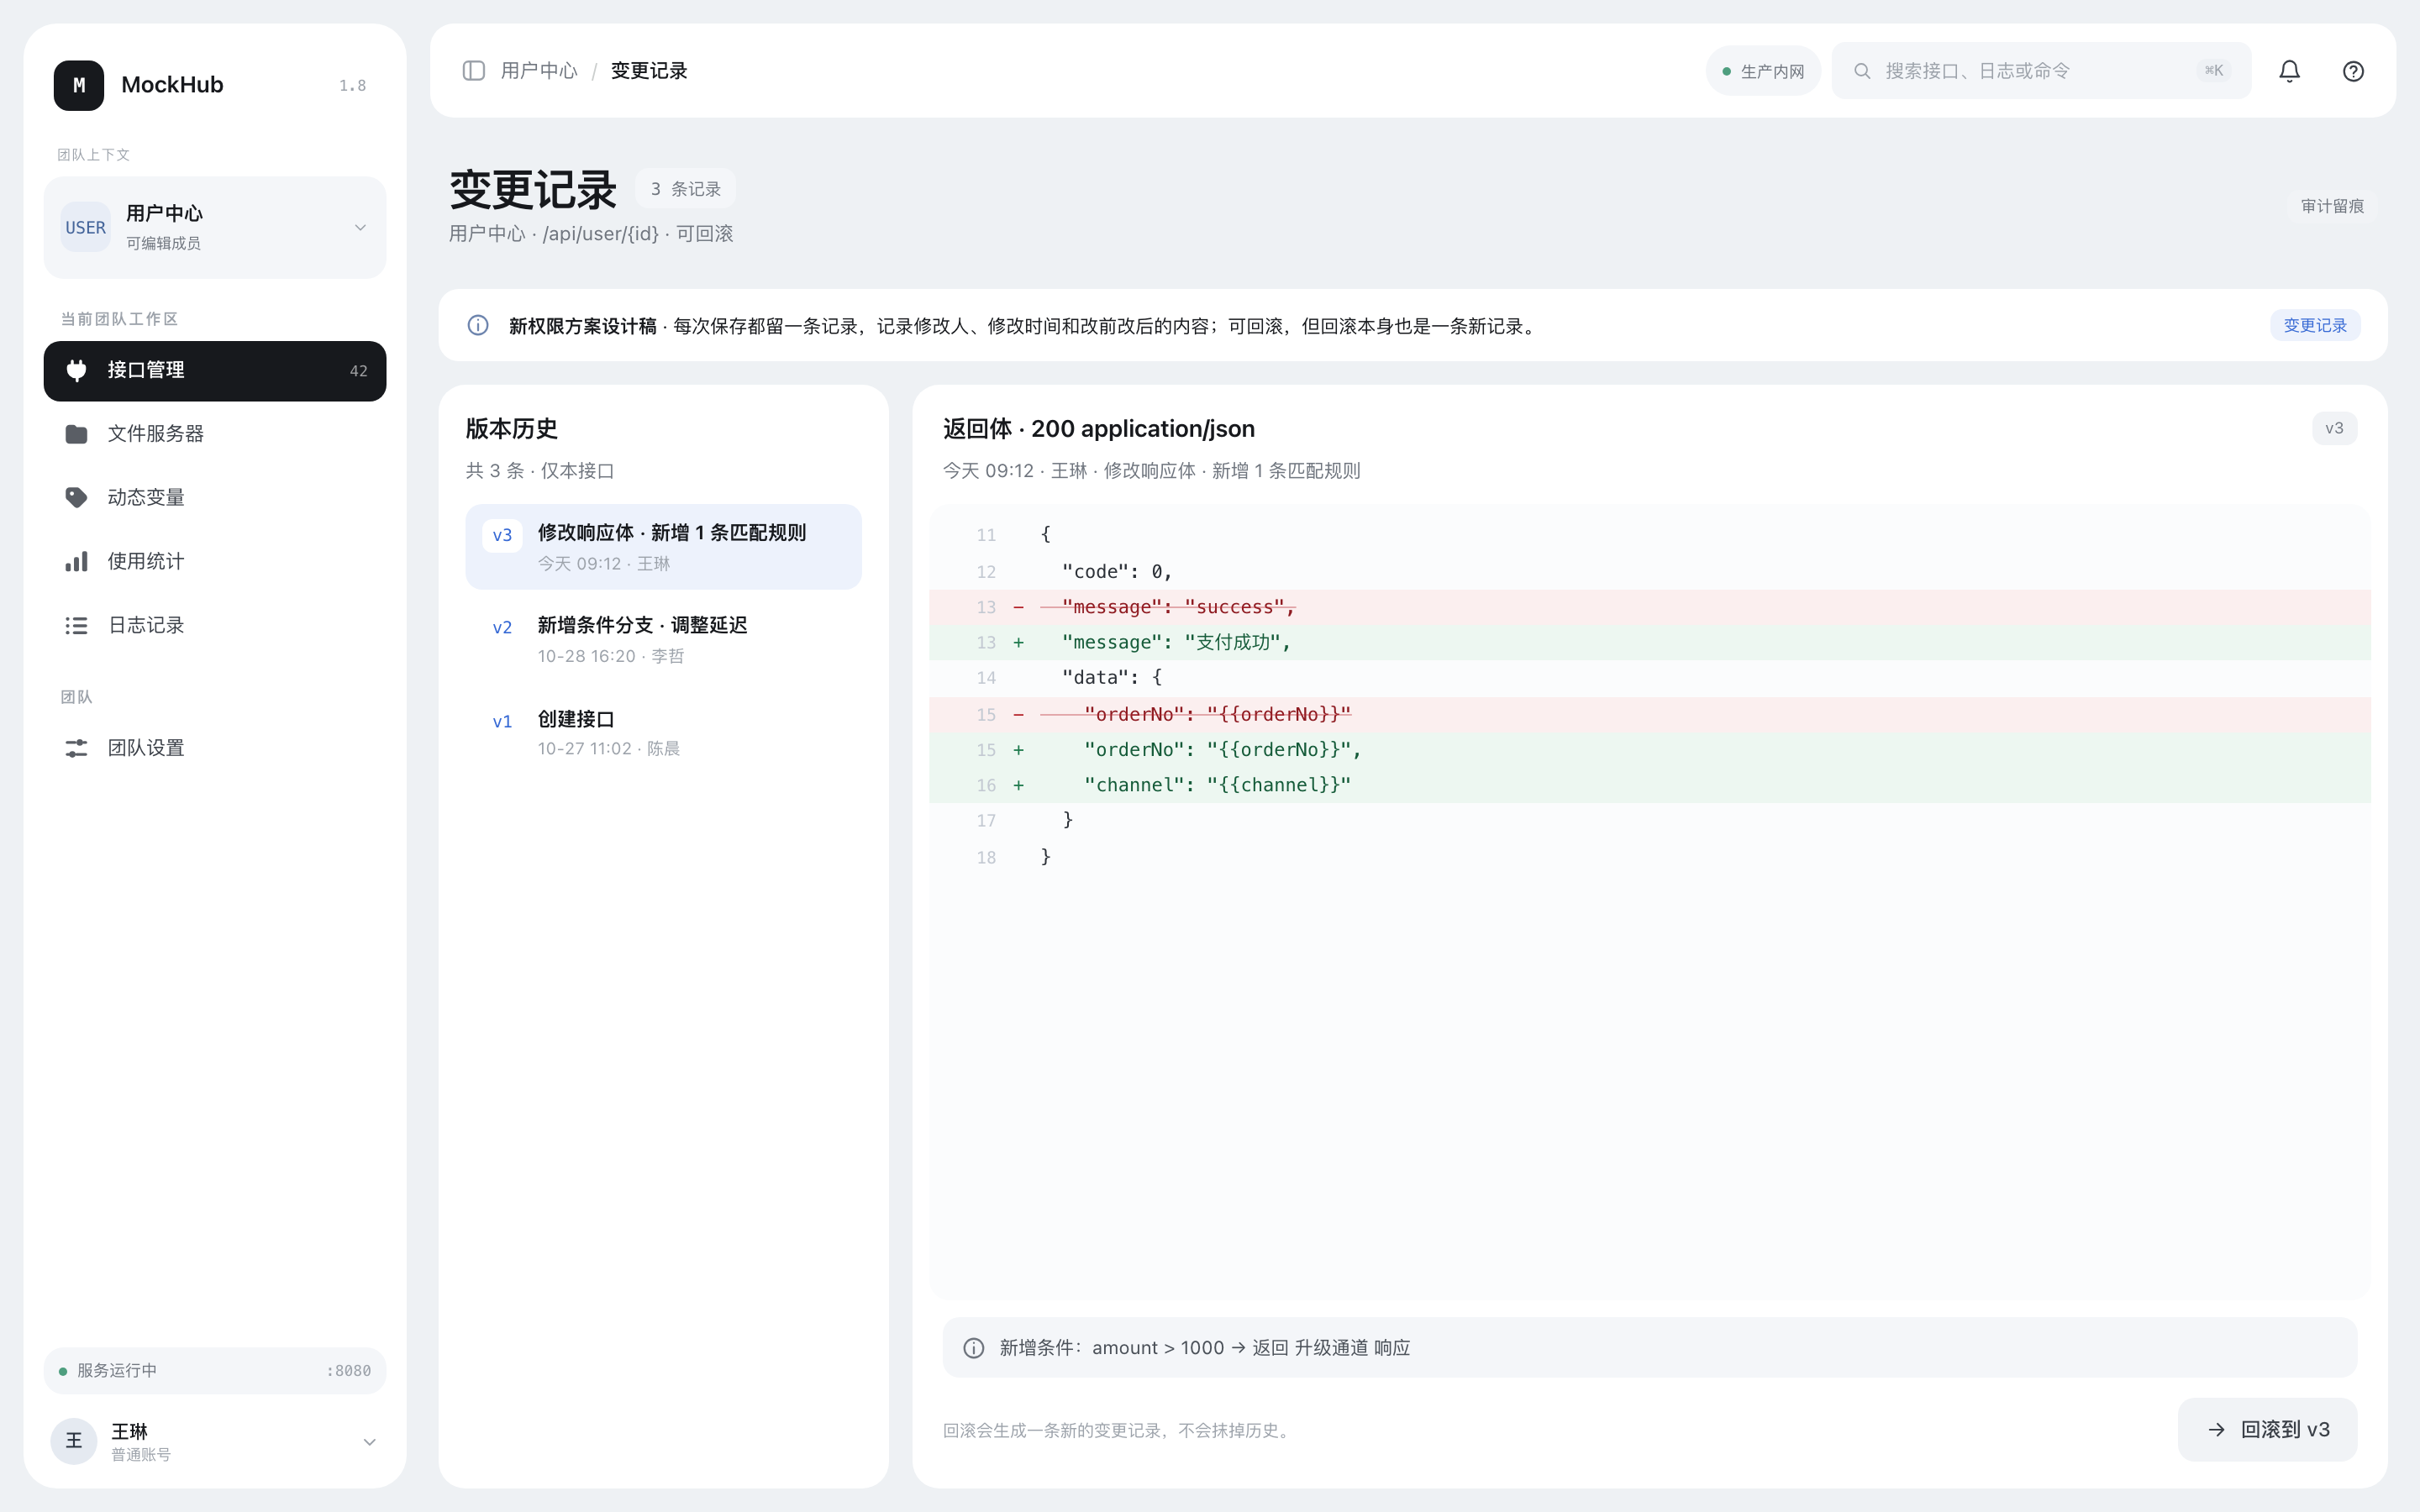 M MockHub 1.8
团队上下文
USER 用户中心
可编辑成员
当前团队工作区
接口管理 42
文件服务器
动态变量
使用统计
日志记录
团队
团队设置
服务运行中 :8080
王 王琳
普通账号
用户中心 / 变更记录
生产内网
搜索接口、日志或命令 ⌘K
变更记录 3 条记录
用户中心 · /api/user/{id} · 可回滚
审计留痕
新权限方案设计稿 · 每次保存都留一条记录，记录修改人、修改时间和改前改后的内容；可回滚，但回滚本身也是一条新记录。
变更记录
版本历史
共 3 条 · 仅本接口
v3 修改响应体 · 新增 1 条匹配规则
今天 09:12 · 王琳
v2 新增条件分支 · 调整延迟
10-28 16:20 · 李哲
v1 创建接口
10-27 11:02 · 陈晨
返回体 · 200 application/json v3
今天 09:12 · 王琳 · 修改响应体 · 新增 1 条匹配规则
11 {
12 "code": 0,
13 − "message": "success",
13 + "message": "支付成功",
14 "data": {
15 − "orderNo": "{{orderNo}}"
15 + "orderNo": "{{orderNo}}",
16 + "channel": "{{channel}}"
17 }
18 }
新增条件：amount > 1000 → 返回 升级通道 响应
回滚会生成一条新的变更记录，不会抹掉历史。
→ 回滚到 v3